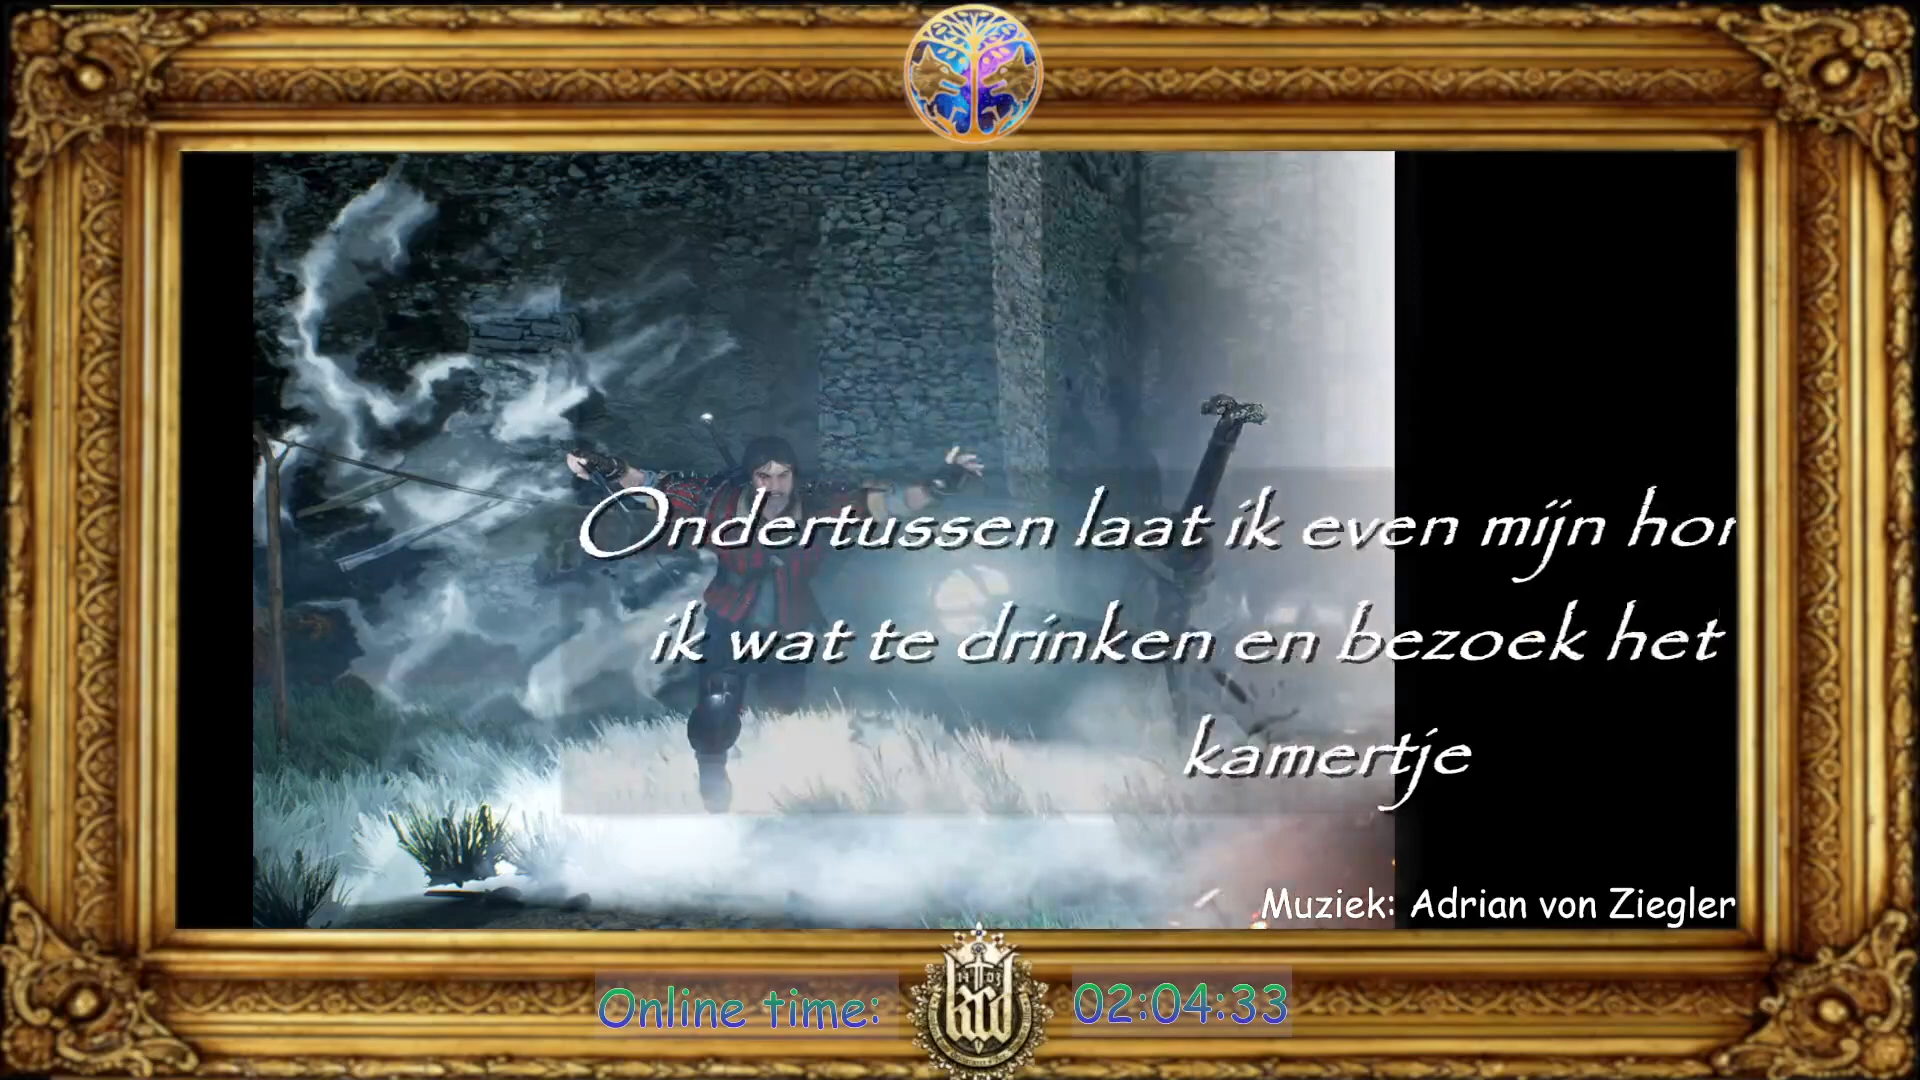 Ondertussen laat ik even mijn hon
ik wat te drinken en bezoek het
kamertje
Muziek: Adrian von Ziegler
Online time: 02:04:33